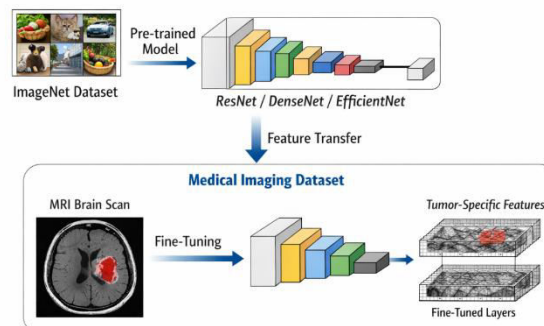 Pre-trained
Model
ImageNet Dataset
ResNet / DenseNet / EfficientNet
Feature Transfer
Medical Imaging Dataset
MRI Brain Scan
Fine-Tuning
Tumor-Specific Features
Fine-Tuned Layers